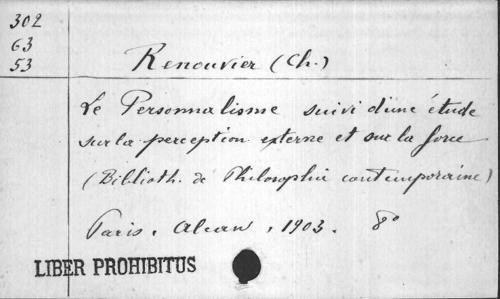 302
63
53
Renouvier (Ch.)
Le Personnalisme suivi d'une étude
sur la perception externe et sur la force
(Biblioth. de Philosophie contemporaine)
Paris, Alcan, 1903. 8°
LIBER PROHIBITUS